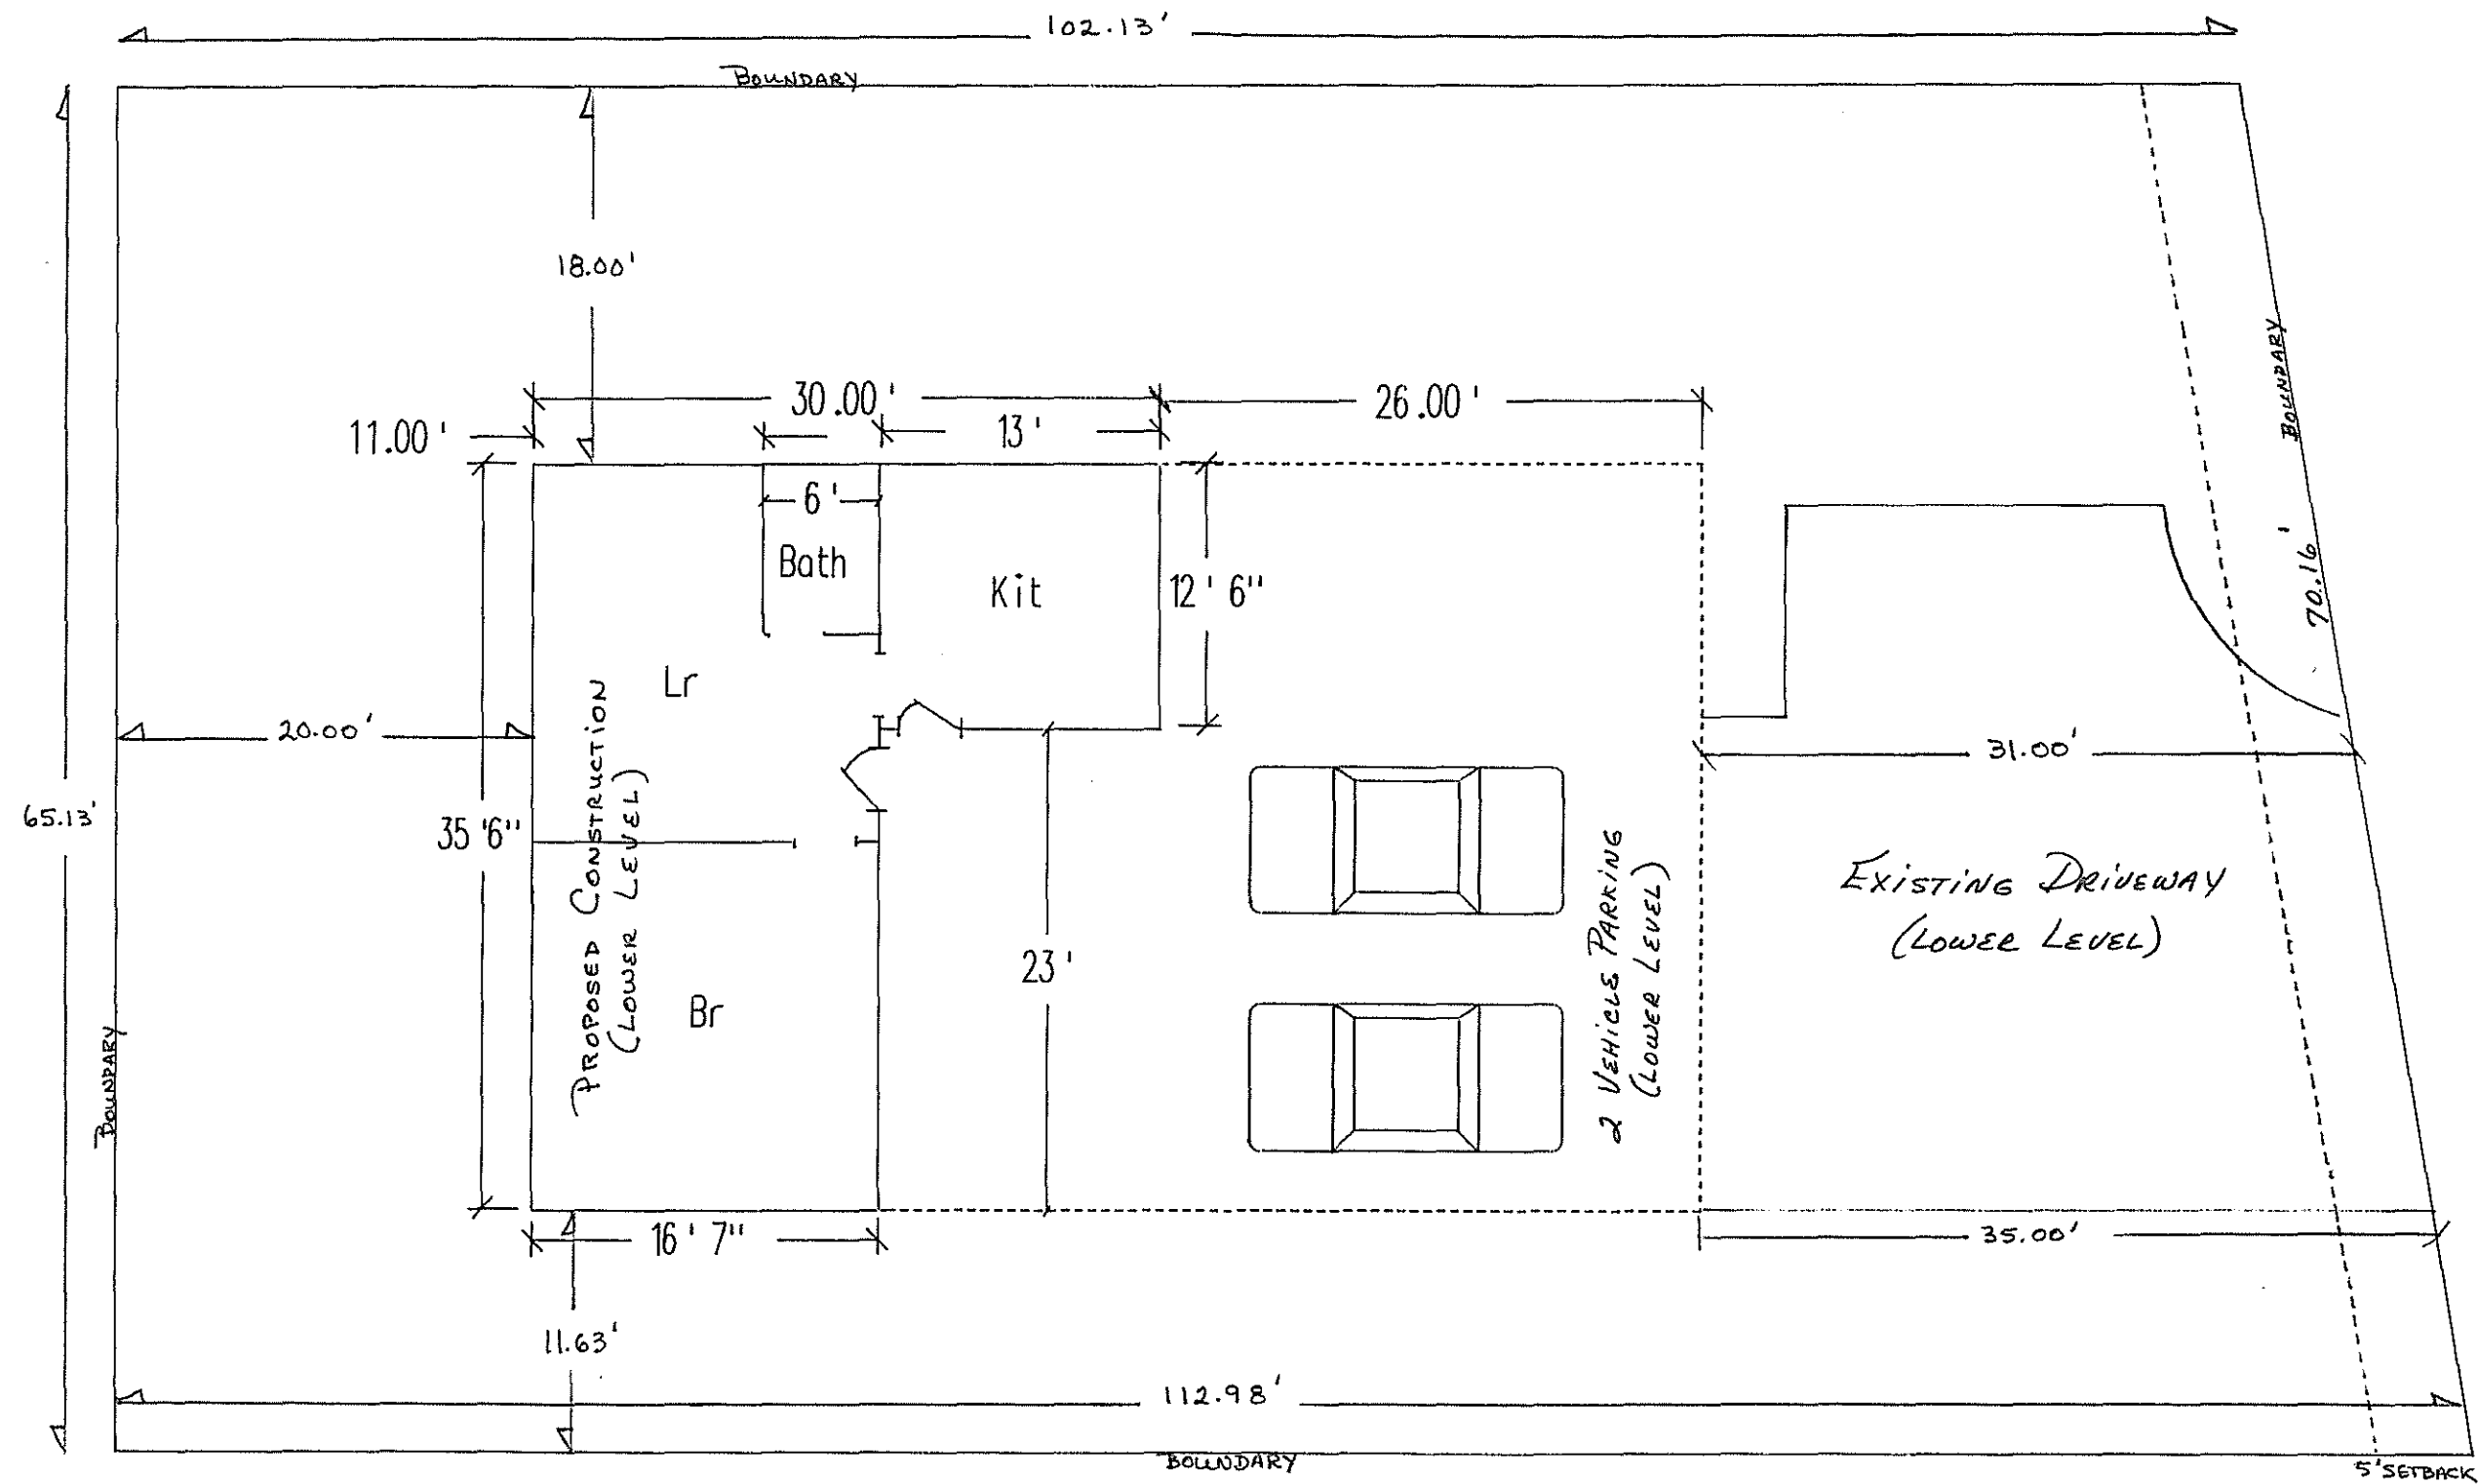 102.13'
BOUNDARY
18.00'
30.00'
26.00'
11.00'
13'
6'
Bath
Kit
12' 6"
BOUNDARY
70.16'
Lr
20.00'
31.00'
65.13'
35'6"
PROPOSED CONSTRUCTION
(LOWER LEVEL)
EXISTING DRIVEWAY
(LOWER LEVEL)
2 VEHICLE PARKING
(LOWER LEVEL)
23'
Br
BOUNDARY
16' 7"
35.00'
11.63'
112.98'
BOUNDARY
5' SETBACK